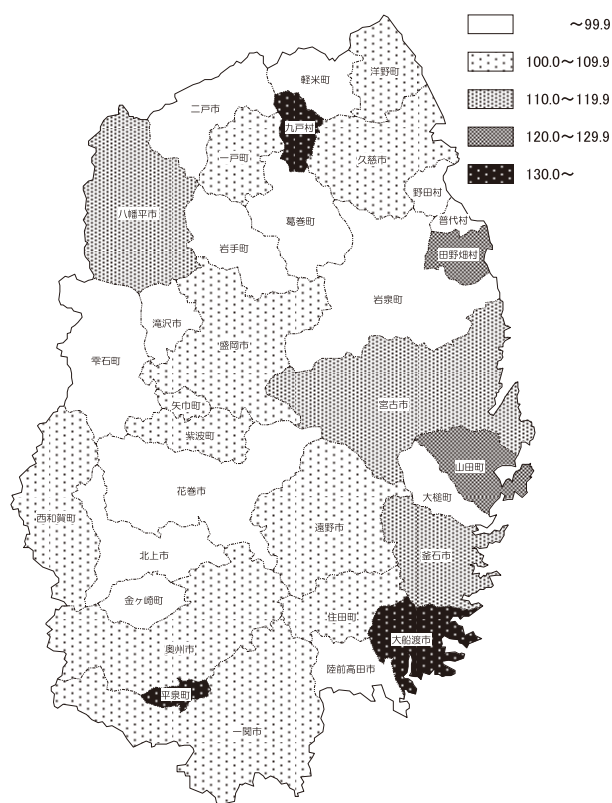 ～99.9
100.0～109.9
110.0～119.9
120.0～129.9
130.0～
軽米町
洋野町
二戸市
九戸村
一戸町
久慈市
野田村
八幡平市
葛巻町
普代村
岩手町
田野畑村
岩泉町
滝沢市
盛岡市
雫石町
矢巾町
宮古市
紫波町
山田町
花巻市
大槌町
西和賀町
遠野市
北上市
釜石市
金ヶ崎町
住田町
大船渡市
奥州市
陸前高田市
平泉町
一関市